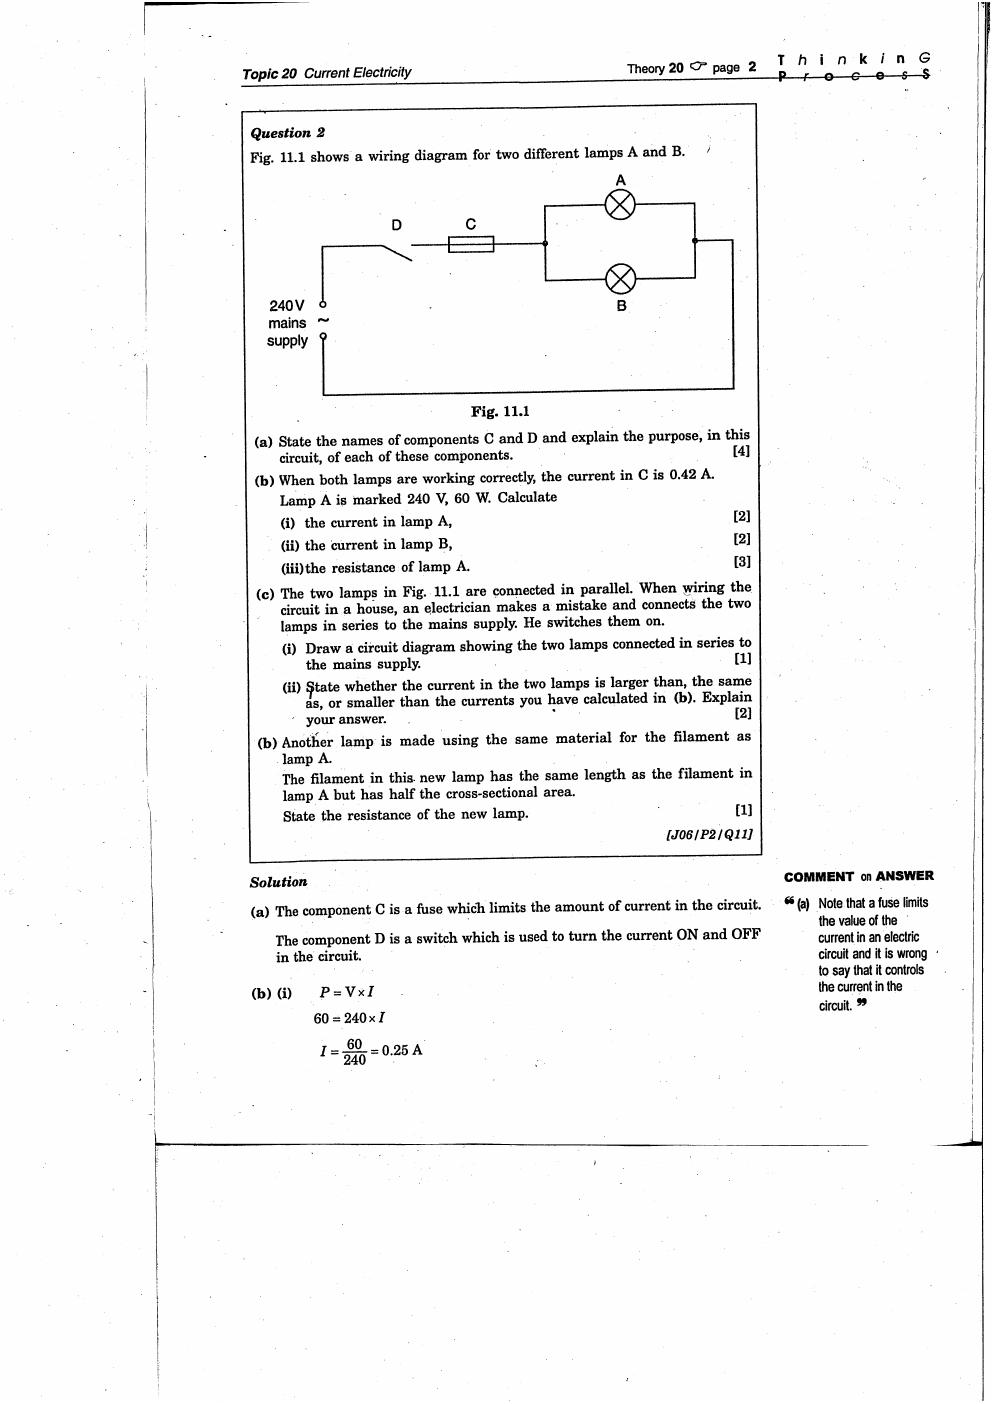 Topic 20 Current Electricity
Theory 20 ☞ page 2
ThinkinG
ProcesS
Question 2
Fig. 11.1 shows a wiring diagram for two different lamps A and B.
A
D
C
240 V
mains ~
supply
B
Fig. 11.1
(a) State the names of components C and D and explain the purpose, in this
circuit, of each of these components. [4]
(b) When both lamps are working correctly, the current in C is 0.42 A.
Lamp A is marked 240 V, 60 W. Calculate
(i) the current in lamp A, [2]
(ii) the current in lamp B, [2]
(iii) the resistance of lamp A. [3]
(c) The two lamps in Fig. 11.1 are connected in parallel. When wiring the
circuit in a house, an electrician makes a mistake and connects the two
lamps in series to the mains supply. He switches them on.
(i) Draw a circuit diagram showing the two lamps connected in series to
the mains supply. [1]
(ii) State whether the current in the two lamps is larger than, the same
as, or smaller than the currents you have calculated in (b). Explain
your answer. [2]
(b) Another lamp is made using the same material for the filament as
lamp A.
The filament in this new lamp has the same length as the filament in
lamp A but has half the cross-sectional area.
State the resistance of the new lamp. [1]
[J06/P2/Q11]
Solution
(a) The component C is a fuse which limits the amount of current in the circuit.
The component D is a switch which is used to turn the current ON and OFF
in the circuit.
(b) (i) P = V × I
60 = 240 × I
I = 60/240 = 0.25 A
COMMENT on ANSWER
“ (a) Note that a fuse limits
the value of the
current in an electric
circuit and it is wrong
to say that it controls
the current in the
circuit. ”